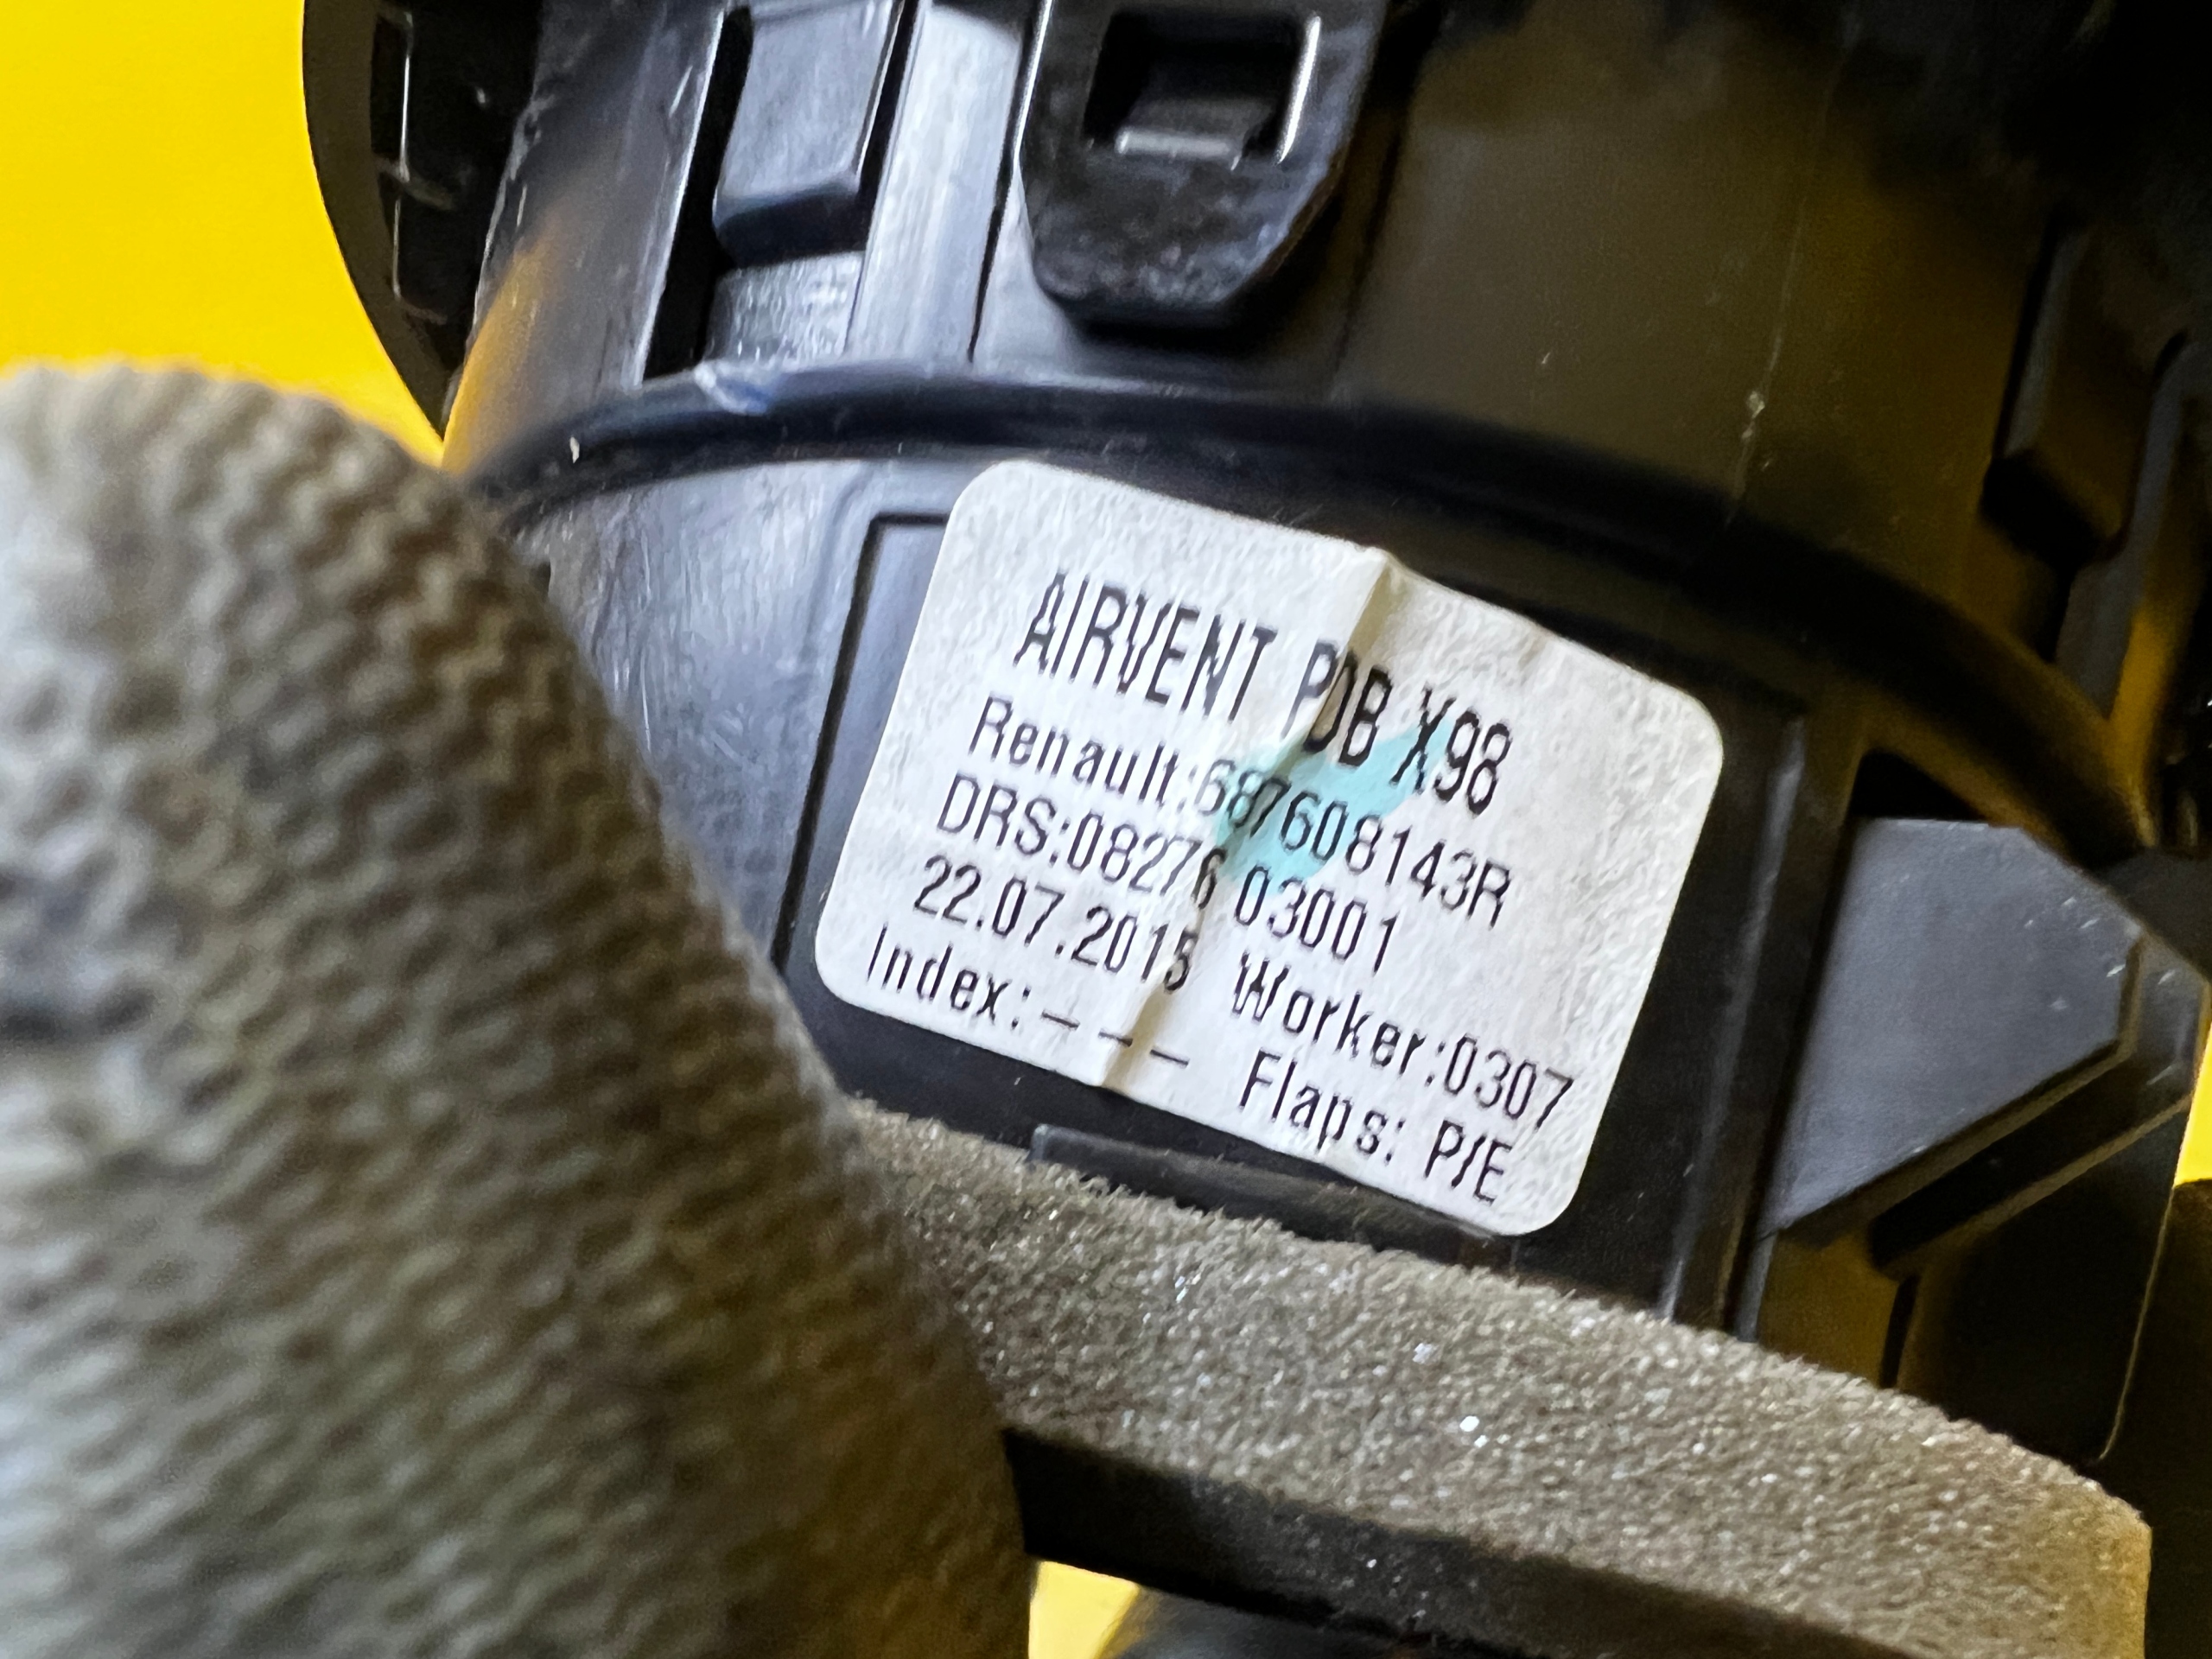 AIRVENT PDB X98
Renault:687608143R
DRS:08276 03001
22.07.2015 Worker:0307
Index:--- Flaps: P/E